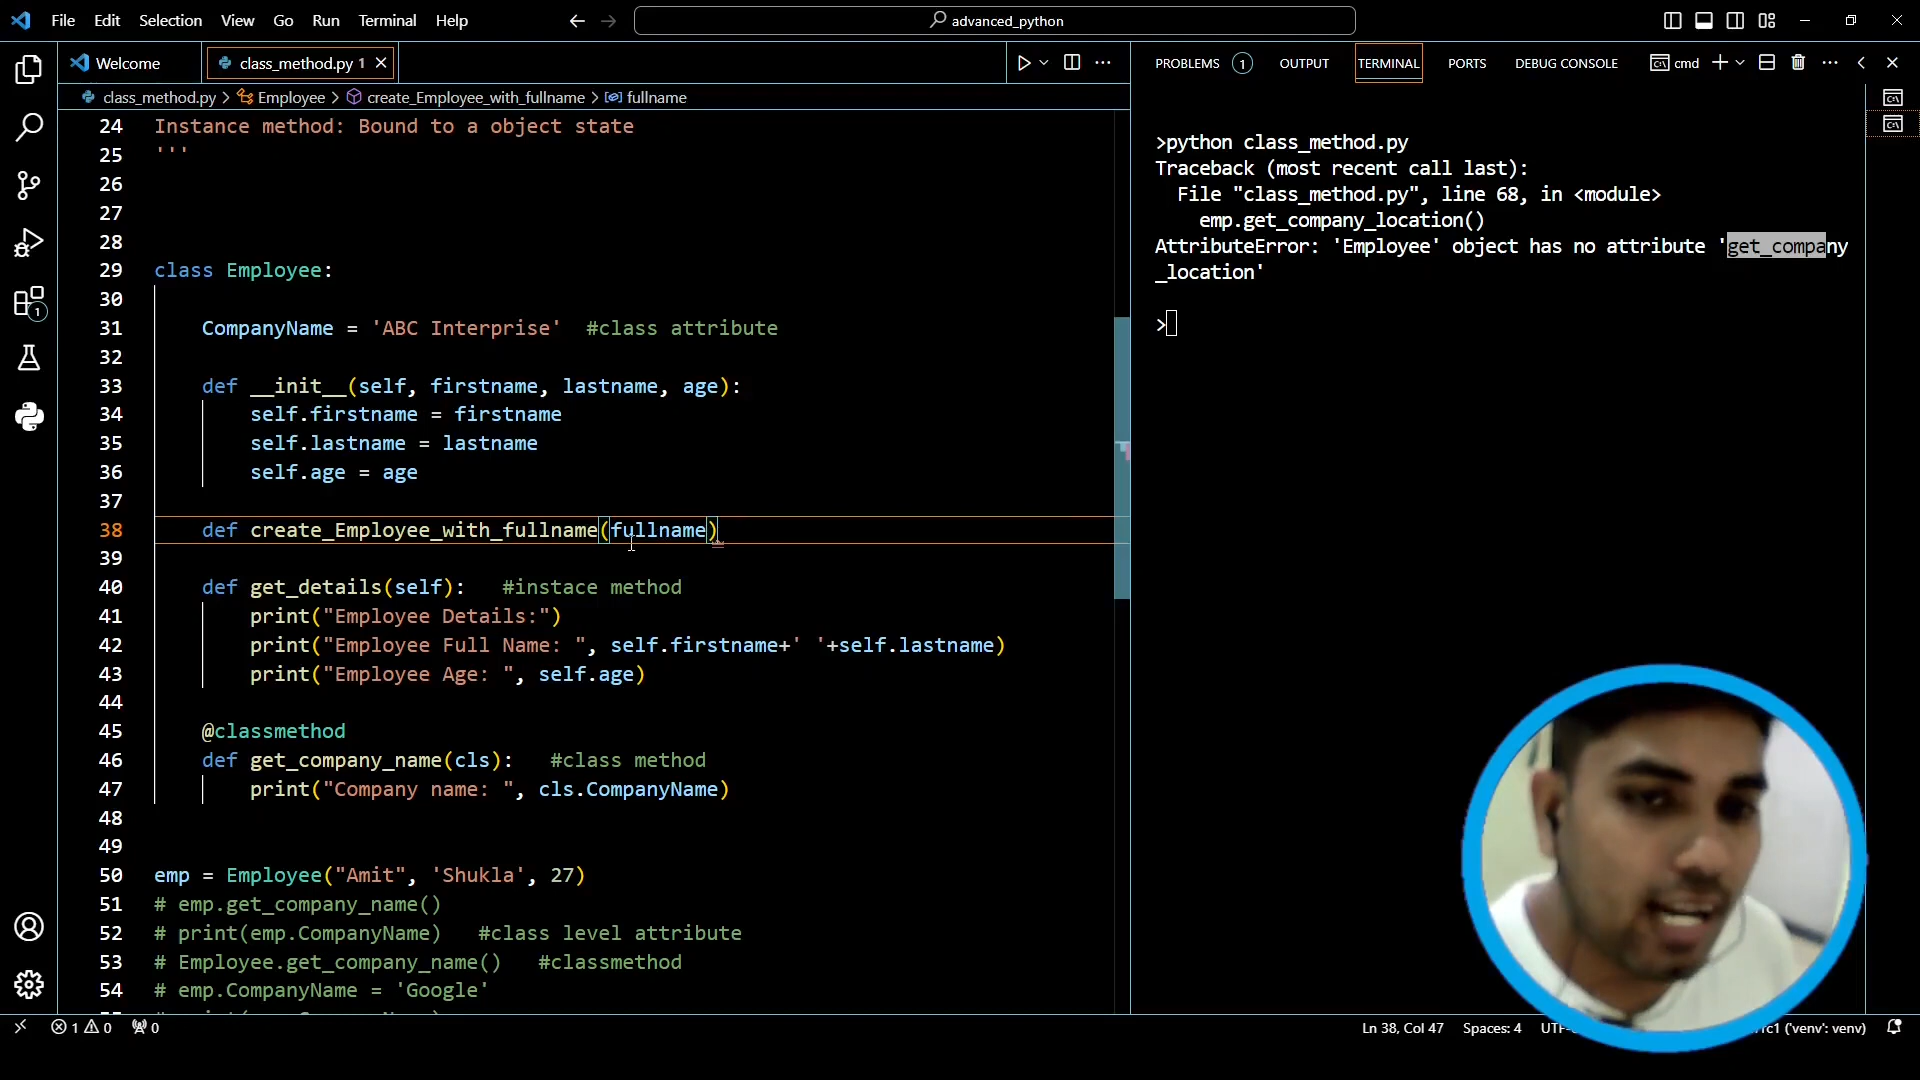 File Edit Selection View Go Run Terminal Help
advanced_python
Welcome
class_method.py 1
class_method.py > Employee > create_Employee_with_fullname > fullname
24 Instance method: Bound to a object state
25 '''
26
27
28
29 class Employee:
30
31 CompanyName = 'ABC Interprise' #class attribute
32
33 def __init__(self, firstname, lastname, age):
34 self.firstname = firstname
35 self.lastname = lastname
36 self.age = age
37
38 def create_Employee_with_fullname(fullname)
39
40 def get_details(self): #instace method
41 print("Employee Details:")
42 print("Employee Full Name: ", self.firstname+' '+self.lastname)
43 print("Employee Age: ", self.age)
44
45 @classmethod
46 def get_company_name(cls): #class method
47 print("Company name: ", cls.CompanyName)
48
49
50 emp = Employee("Amit", 'Shukla', 27)
51 # emp.get_company_name()
52 # print(emp.CompanyName) #class level attribute
53 # Employee.get_company_name() #classmethod
54 # emp.CompanyName = 'Google'
PROBLEMS 1 OUTPUT TERMINAL PORTS DEBUG CONSOLE cmd
>python class_method.py
Traceback (most recent call last):
File "class_method.py", line 68, in <module>
emp.get_company_location()
AttributeError: 'Employee' object has no attribute 'get_company
_location'
>
1
1 0 0
Ln 38, Col 47 Spaces: 4 ('venv': venv)